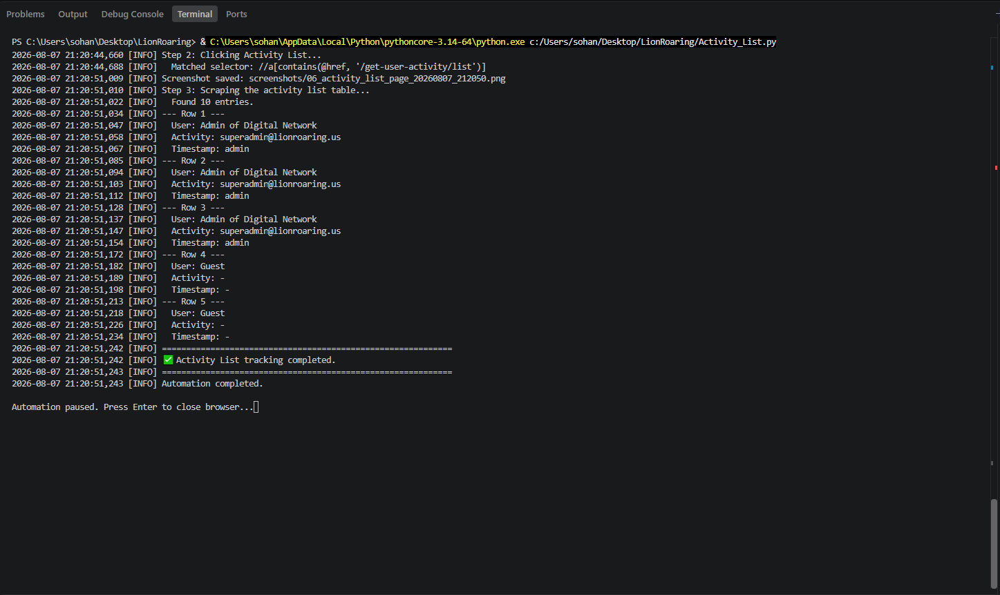 Problems Output Debug Console Terminal Ports
PS C:\Users\sohan\Desktop\LionRoaring> & C:\Users\sohan\AppData\Local\Python\pythoncore-3.14-64\python.exe c:/Users/sohan/Desktop/LionRoaring/Activity_List.py
2026-08-07 21:20:44,660 [INFO] Step 2: Clicking Activity List...
2026-08-07 21:20:44,688 [INFO]   Matched selector: //a[contains(@href, '/get-user-activity/list')]
2026-08-07 21:20:51,009 [INFO] Screenshot saved: screenshots/06_activity_list_page_20260807_212050.png
2026-08-07 21:20:51,010 [INFO] Step 3: Scraping the activity list table...
2026-08-07 21:20:51,022 [INFO]   Found 10 entries.
2026-08-07 21:20:51,034 [INFO] --- Row 1 ---
2026-08-07 21:20:51,047 [INFO]   User: Admin of Digital Network
2026-08-07 21:20:51,058 [INFO]   Activity: superadmin@lionroaring.us
2026-08-07 21:20:51,067 [INFO]   Timestamp: admin
2026-08-07 21:20:51,085 [INFO] --- Row 2 ---
2026-08-07 21:20:51,094 [INFO]   User: Admin of Digital Network
2026-08-07 21:20:51,103 [INFO]   Activity: superadmin@lionroaring.us
2026-08-07 21:20:51,112 [INFO]   Timestamp: admin
2026-08-07 21:20:51,128 [INFO] --- Row 3 ---
2026-08-07 21:20:51,137 [INFO]   User: Admin of Digital Network
2026-08-07 21:20:51,147 [INFO]   Activity: superadmin@lionroaring.us
2026-08-07 21:20:51,154 [INFO]   Timestamp: admin
2026-08-07 21:20:51,172 [INFO] --- Row 4 ---
2026-08-07 21:20:51,182 [INFO]   User: Guest
2026-08-07 21:20:51,189 [INFO]   Activity: -
2026-08-07 21:20:51,198 [INFO]   Timestamp: -
2026-08-07 21:20:51,213 [INFO] --- Row 5 ---
2026-08-07 21:20:51,218 [INFO]   User: Guest
2026-08-07 21:20:51,226 [INFO]   Activity: -
2026-08-07 21:20:51,234 [INFO]   Timestamp: -
2026-08-07 21:20:51,242 [INFO] ============================================================
2026-08-07 21:20:51,242 [INFO] ✅ Activity List tracking completed.
2026-08-07 21:20:51,243 [INFO] ============================================================
2026-08-07 21:20:51,243 [INFO] Automation completed.
Automation paused. Press Enter to close browser...